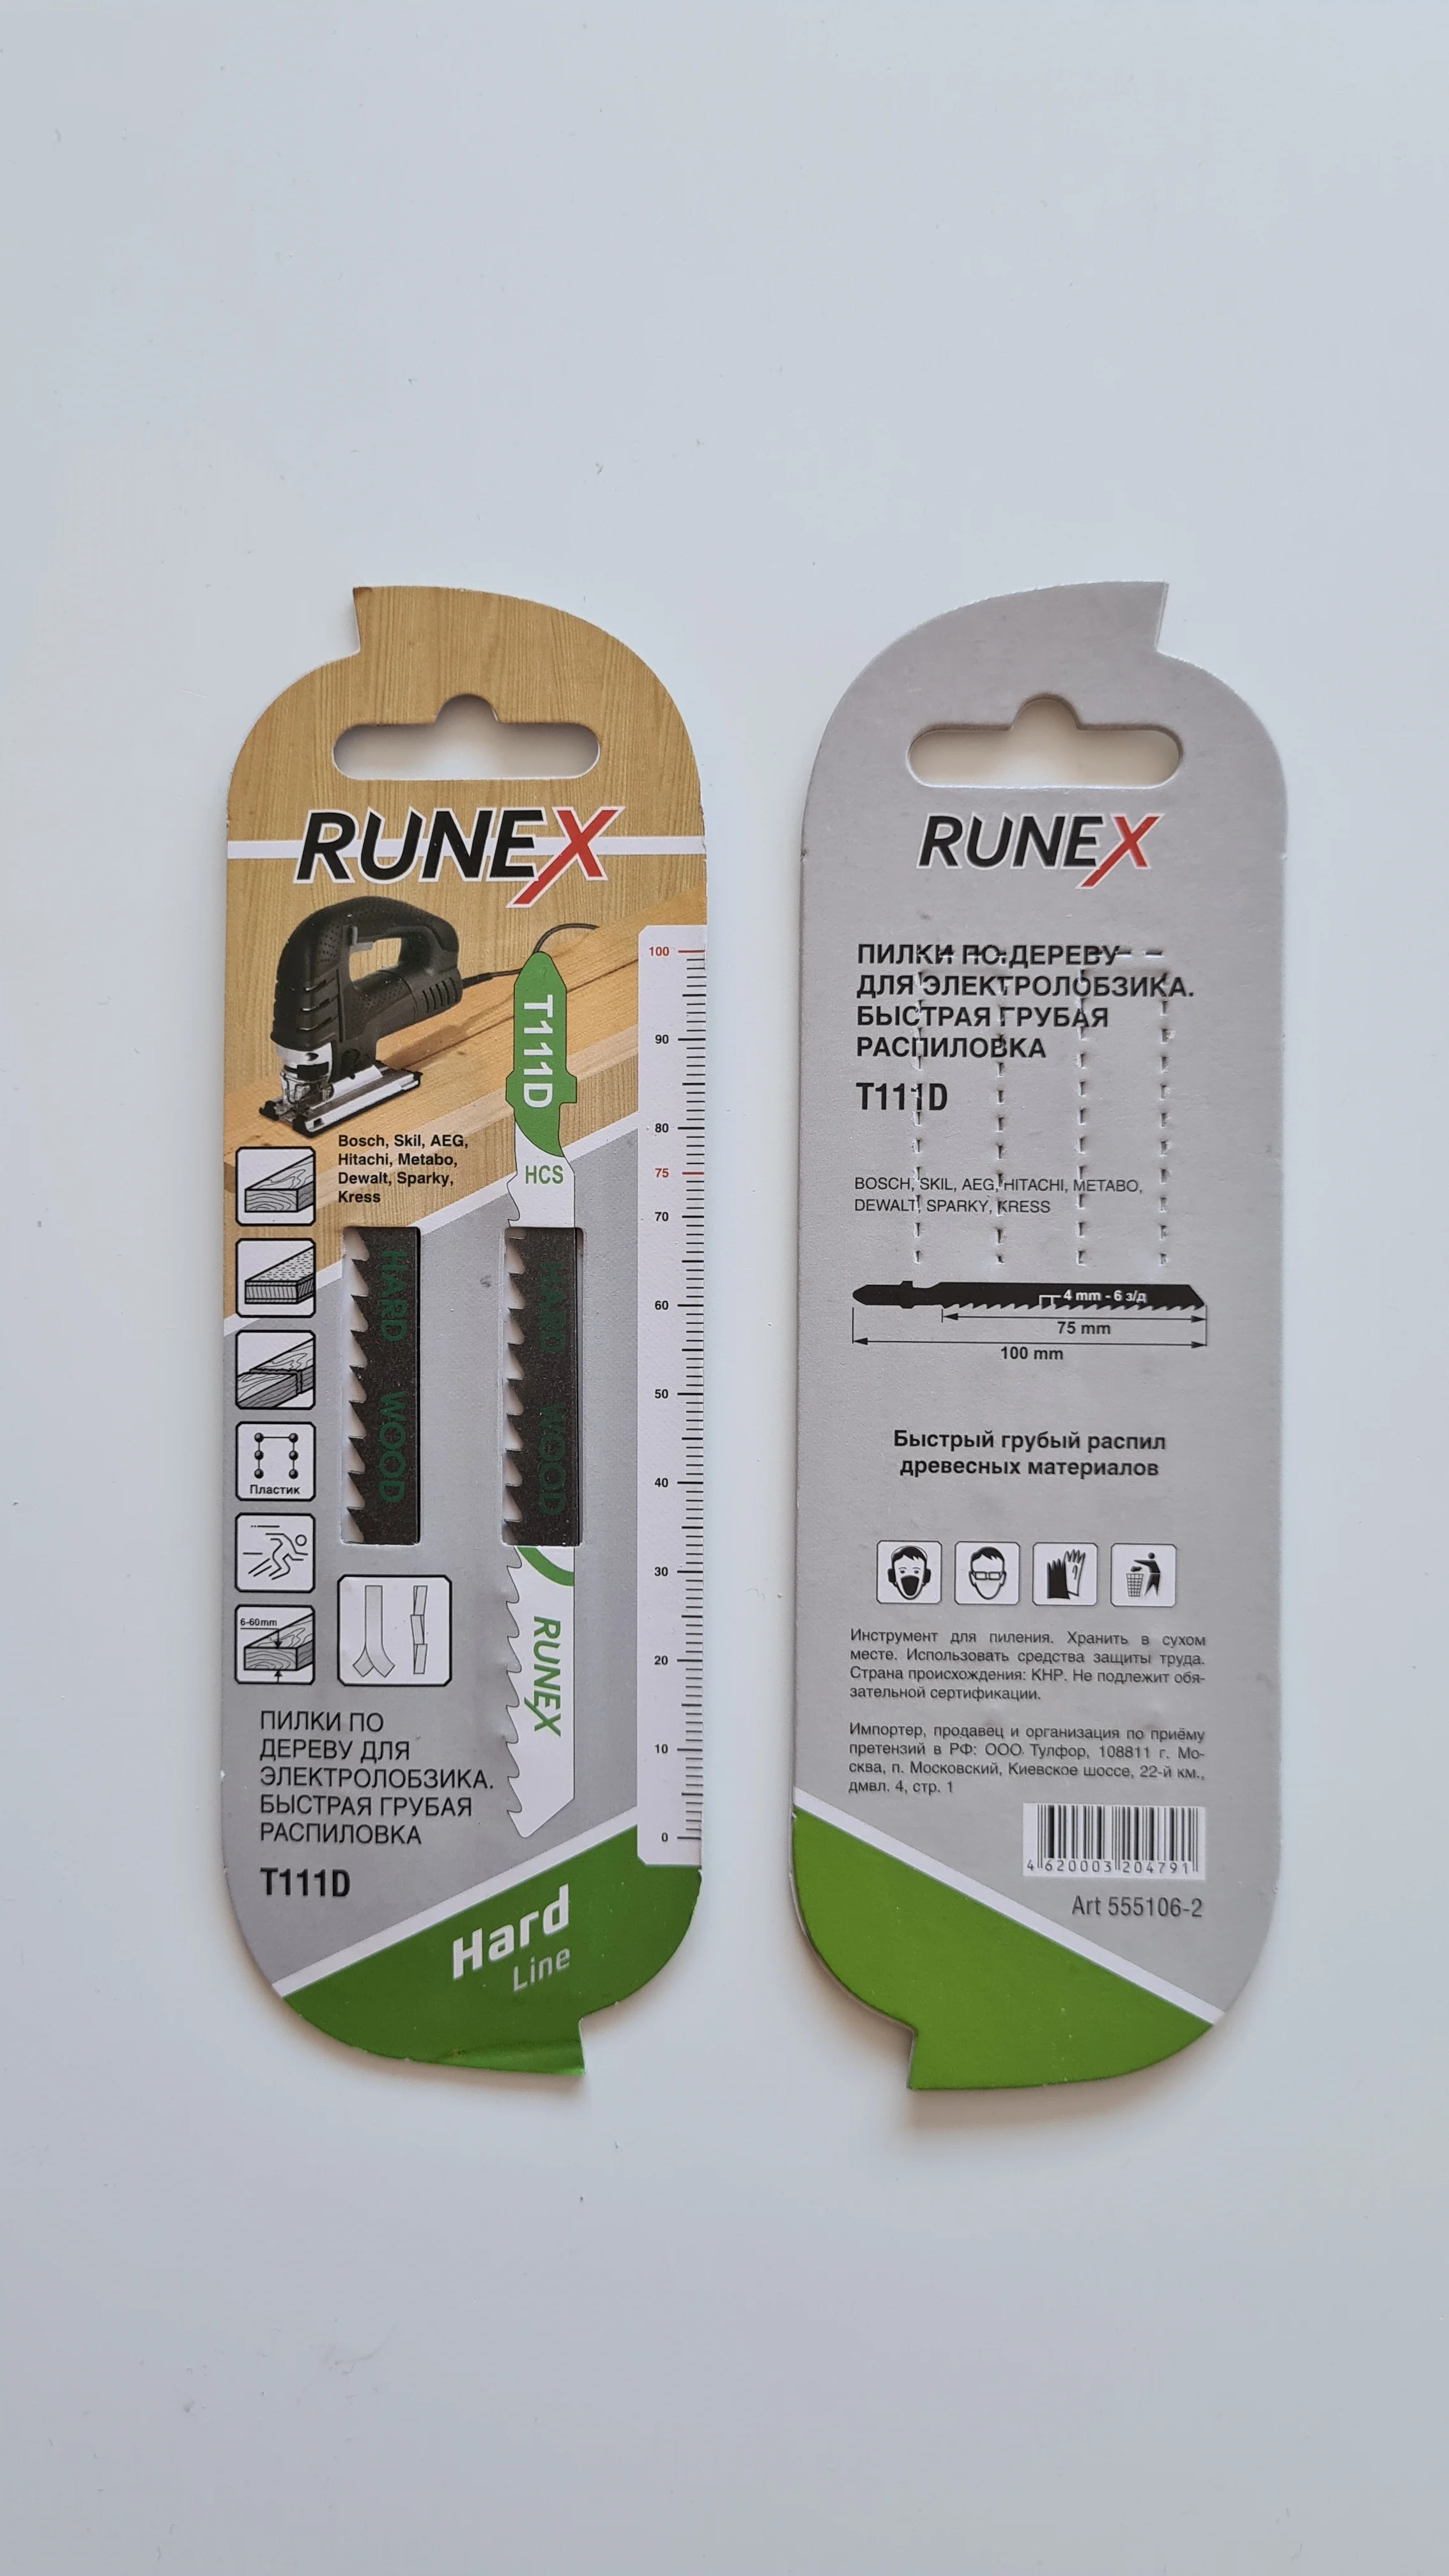 RUNEX
T111D
HCS
Bosch, Skil, AEG,
Hitachi, Metabo,
Dewalt, Sparky,
Kress
HARD WOOD
HARD WOOD
Пластик
6-60mm
RUNEX
100
90
80
75
70
60
50
40
30
20
10
0
ПИЛКИ ПО
ДЕРЕВУ ДЛЯ
ЭЛЕКТРОЛОБЗИКА.
БЫСТРАЯ ГРУБАЯ
РАСПИЛОВКА
T111D
Hard
Line
RUNEX
ПИЛКИ ПО ДЕРЕВУ
ДЛЯ ЭЛЕКТРОЛОБЗИКА.
БЫСТРАЯ ГРУБАЯ
РАСПИЛОВКА
T111D
BOSCH, SKIL, AEG, HITACHI, METABO,
DEWALT, SPARKY, KRESS
4 mm - 6 з/д
75 mm
100 mm
Быстрый грубый распил
древесных материалов
Инструмент для пиления. Хранить в сухом
месте. Использовать средства защиты труда.
Страна происхождения: КНР. Не подлежит обя-
зательной сертификации.
Импортер, продавец и организация по приёму
претензий в РФ: ООО Тулфор, 108811 г. Мо-
сква, п. Московский, Киевское шоссе, 22-й км.,
дмвл. 4, стр. 1
4 620003 204791
Art 555106-2